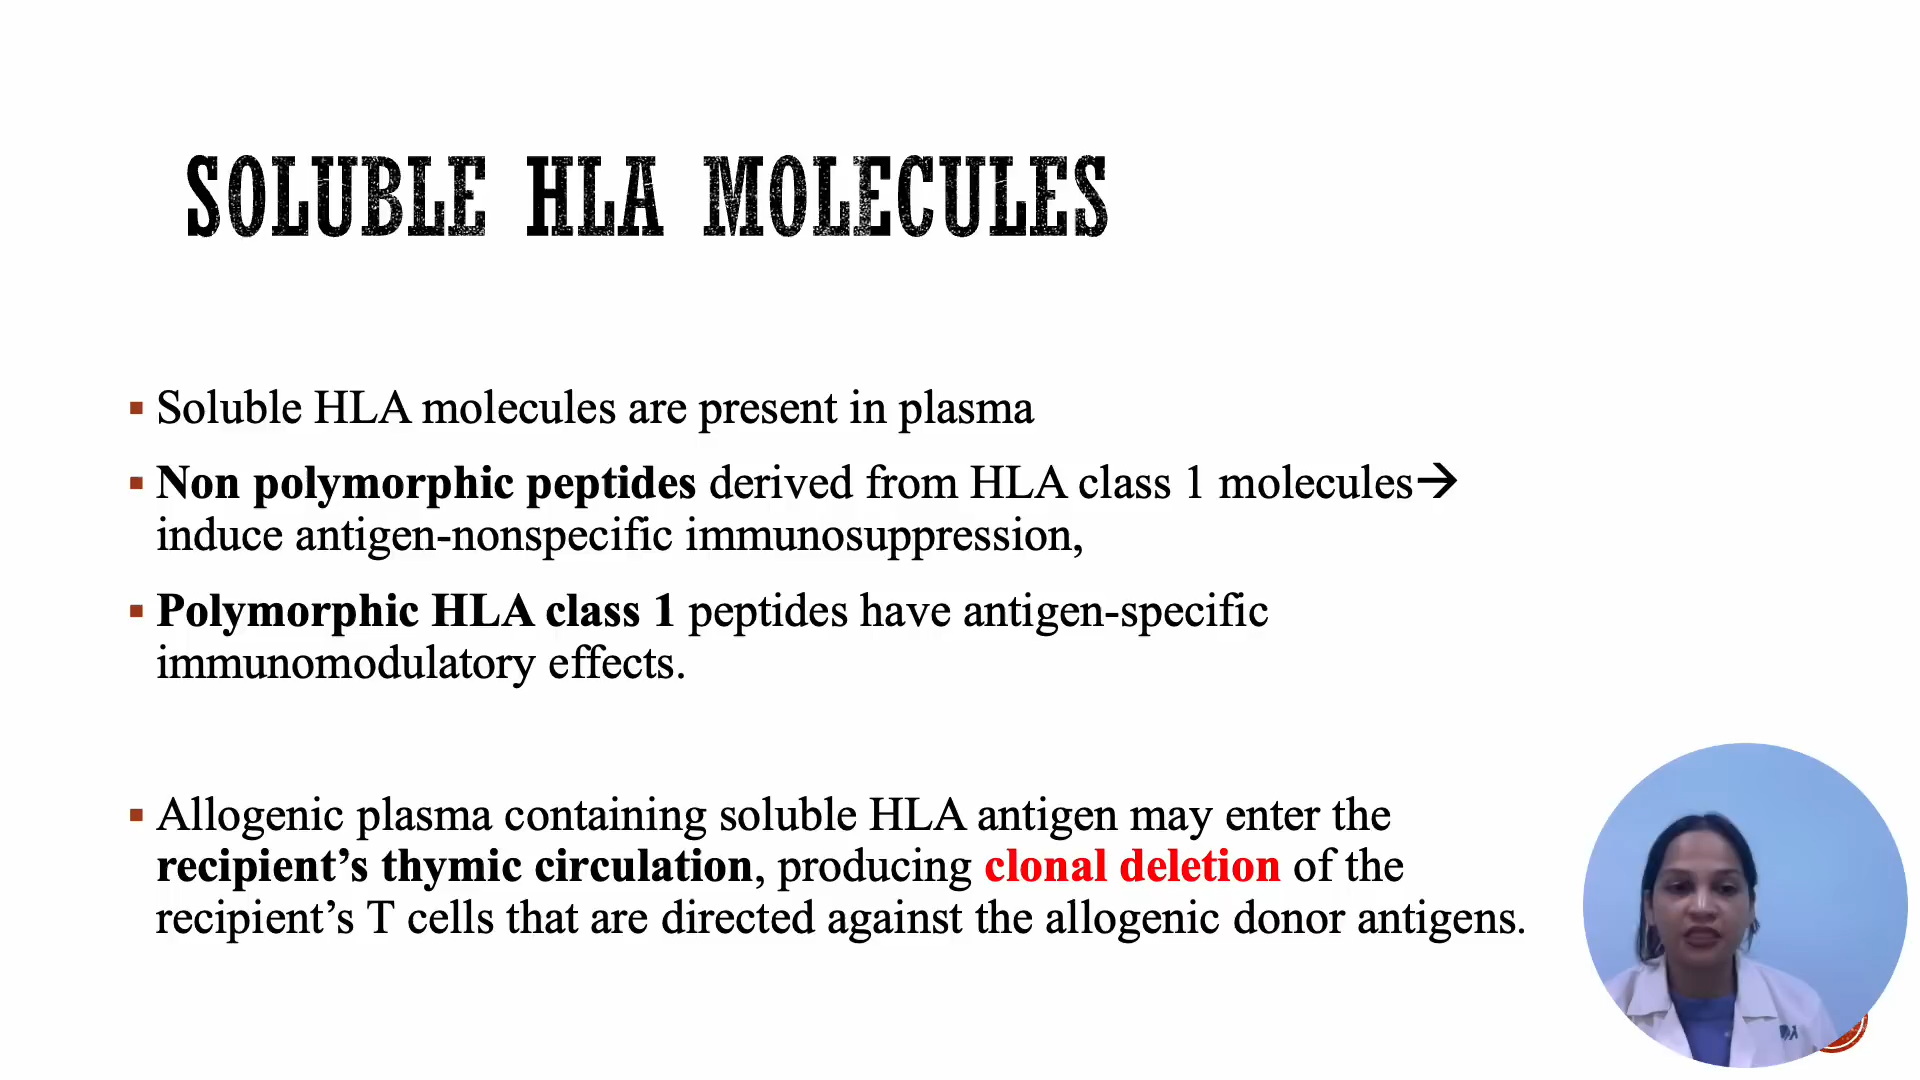 SOLUBLE HLA MOLECULES
▪ Soluble HLA molecules are present in plasma
▪ Non polymorphic peptides derived from HLA class 1 molecules→
induce antigen-nonspecific immunosuppression,
▪ Polymorphic HLA class 1 peptides have antigen-specific
immunomodulatory effects.
▪ Allogenic plasma containing soluble HLA antigen may enter the
recipient’s thymic circulation, producing clonal deletion of the
recipient’s T cells that are directed against the allogenic donor antigens.